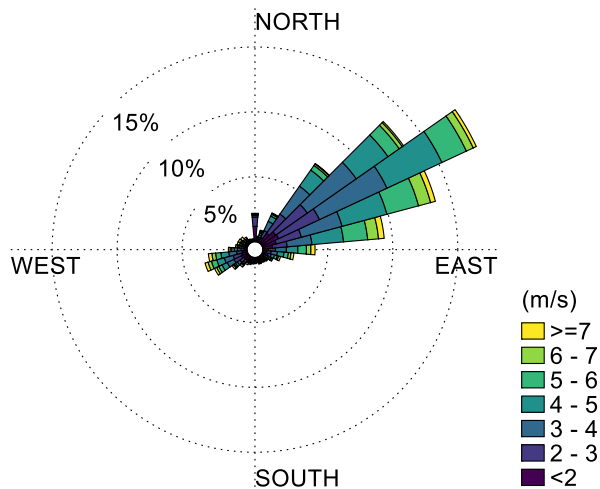 NORTH
15%
10%
5%
WEST
EAST
SOUTH
(m/s)
>=7
6 - 7
5 - 6
4 - 5
3 - 4
2 - 3
<2